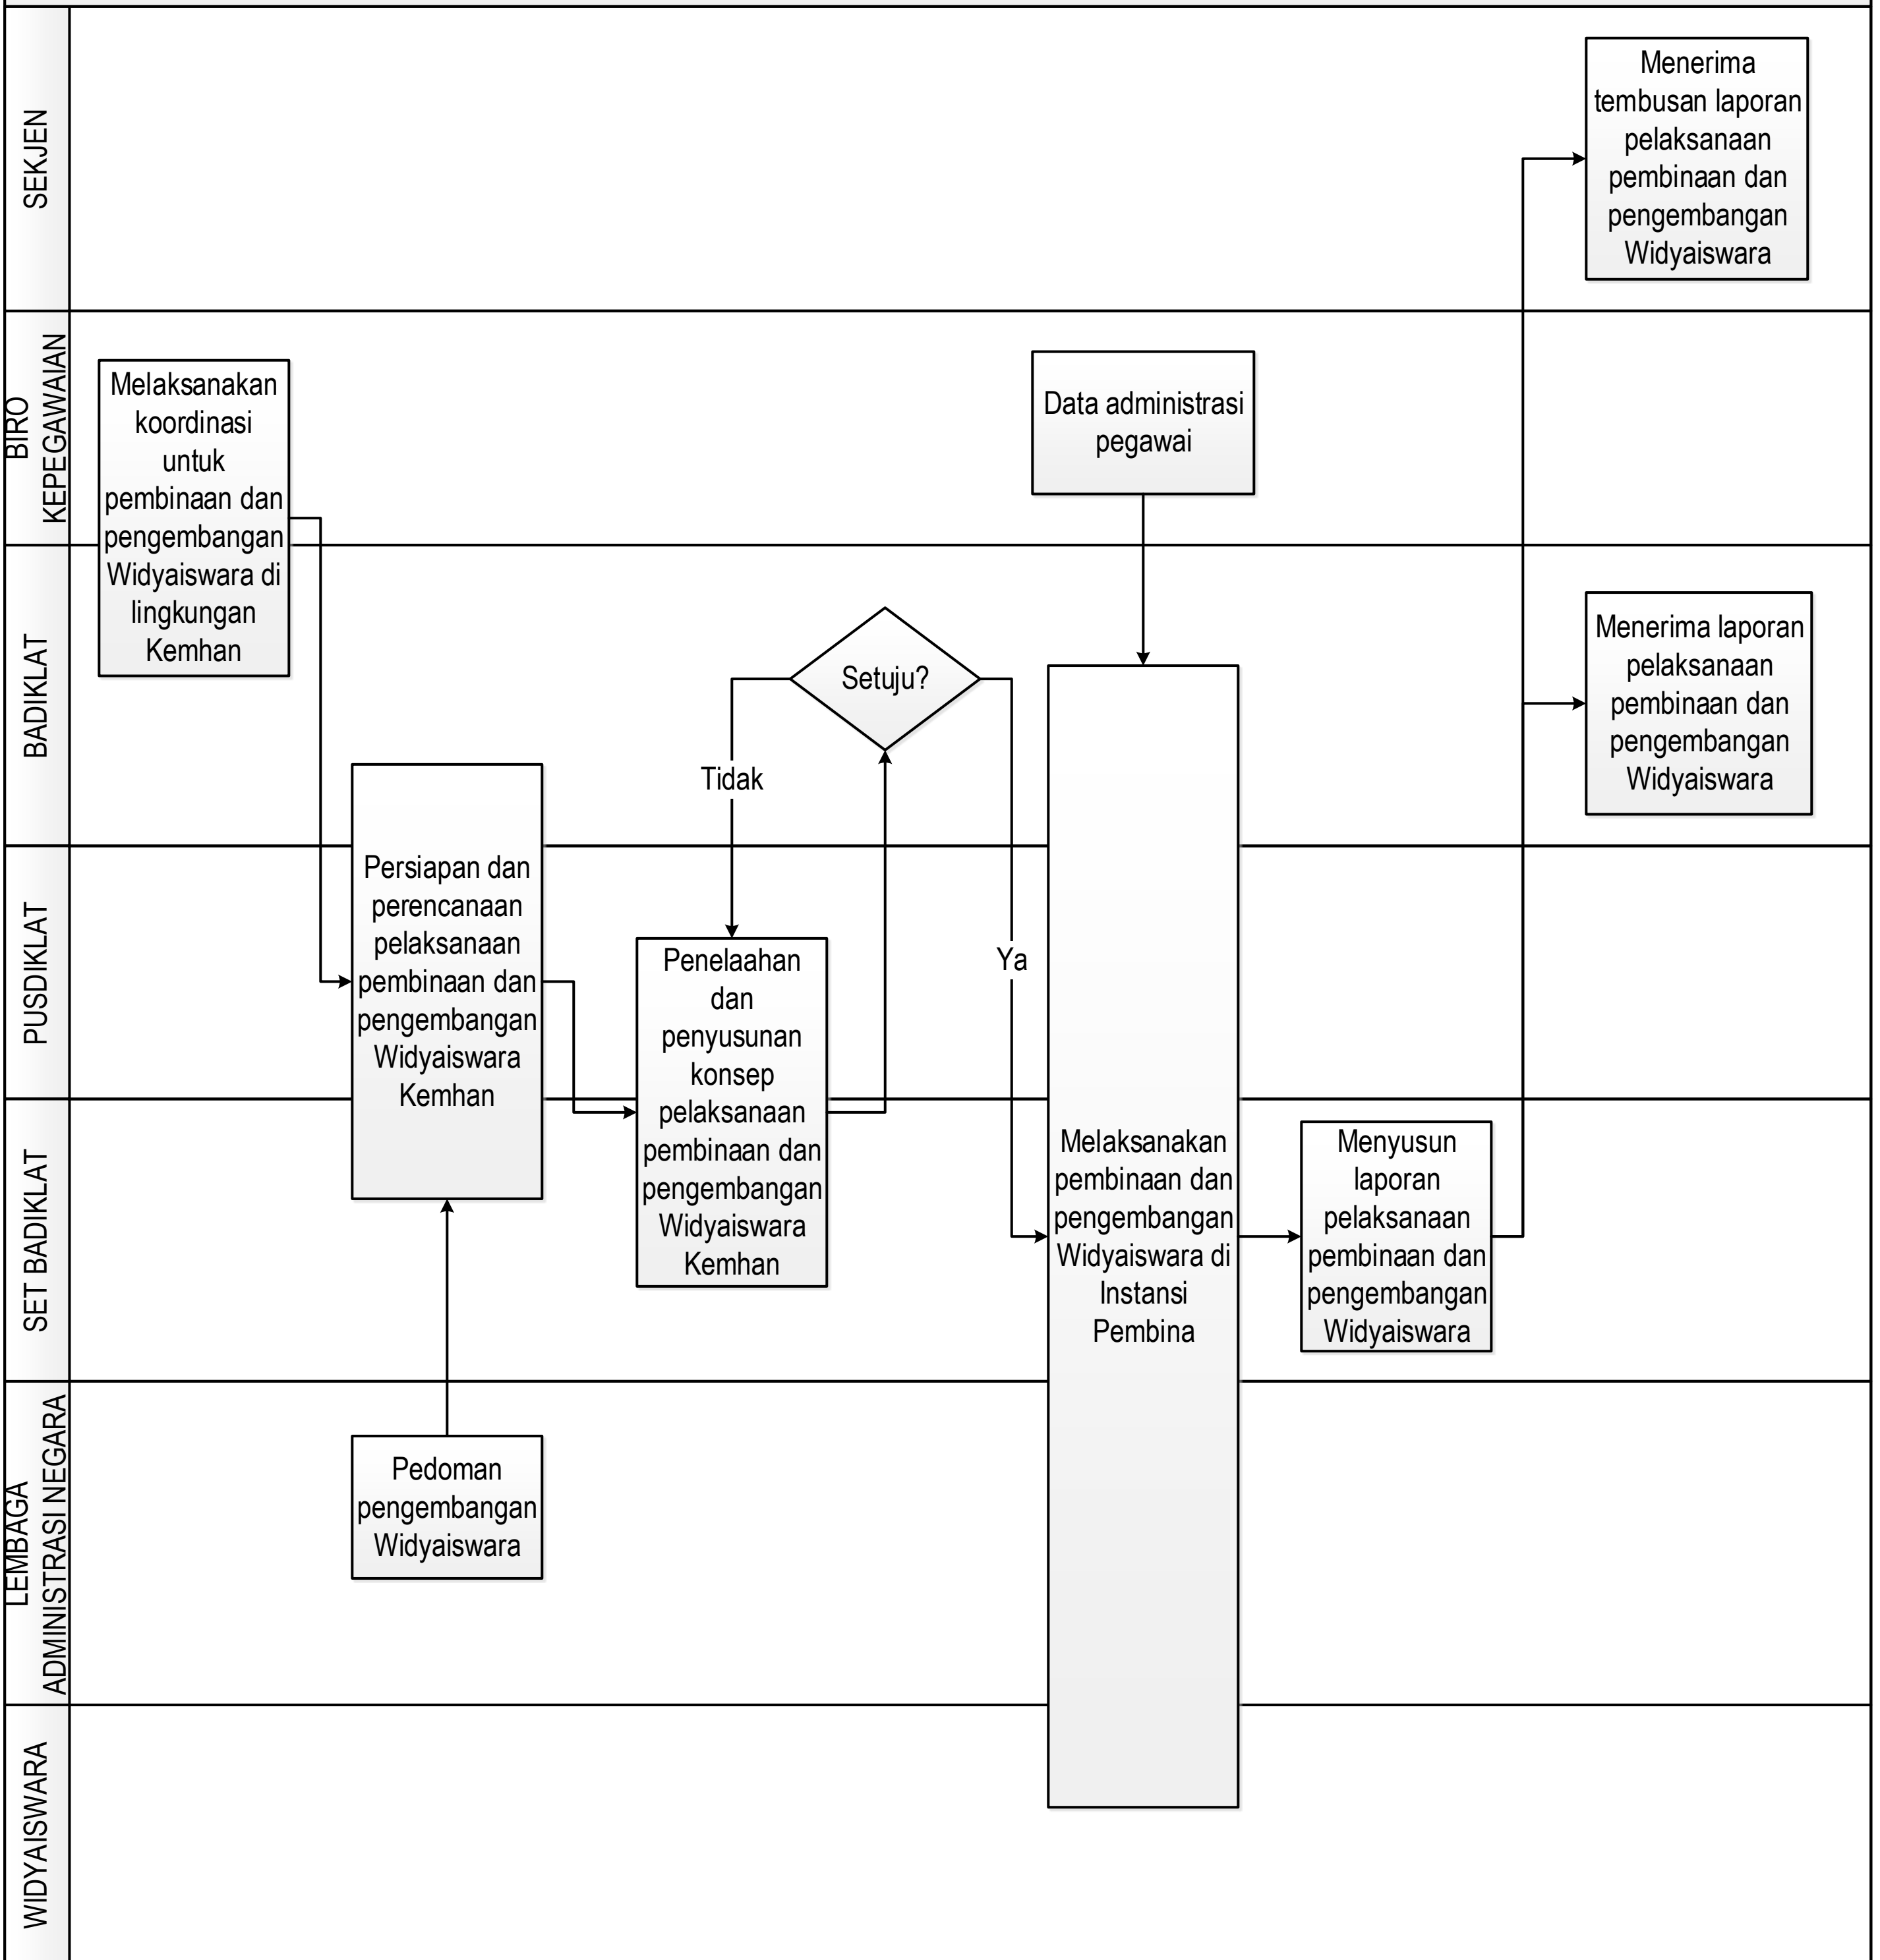 SEKJEN
Menerima
tembusan laporan
pelaksanaan
pembinaan dan
pengembangan
Widyaiswara
BIRO
KEPEGAWAIAN
Melaksanakan
koordinasi
untuk
pembinaan dan
pengembangan
Widyaiswara di
lingkungan
Kemhan
Data administrasi
pegawai
BADIKLAT
Setuju?
Tidak
Ya
Menerima laporan
pelaksanaan
pembinaan dan
pengembangan
Widyaiswara
PUSDIKLAT
Persiapan dan
perencanaan
pelaksanaan
pembinaan dan
pengembangan
Widyaiswara
Kemhan
Penelaahan
dan
penyusunan
konsep
pelaksanaan
pembinaan dan
pengembangan
Widyaiswara
Kemhan
SET BADIKLAT
Melaksanakan
pembinaan dan
pengembangan
Widyaiswara di
Instansi
Pembina
Menyusun
laporan
pelaksanaan
pembinaan dan
pengembangan
Widyaiswara
LEMBAGA
ADMINISTRASI NEGARA
Pedoman
pengembangan
Widyaiswara
WIDYAISWARA